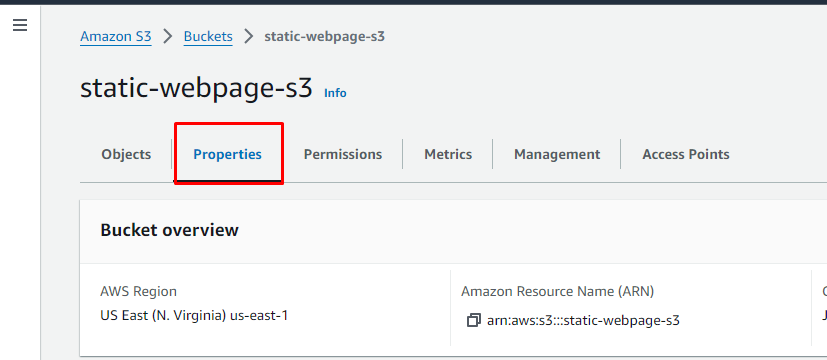 Amazon S3 > Buckets > static-webpage-s3
static-webpage-s3 Info
Objects Properties Permissions Metrics Management Access Points
Bucket overview
AWS Region
US East (N. Virginia) us-east-1
Amazon Resource Name (ARN)
arn:aws:s3:::static-webpage-s3